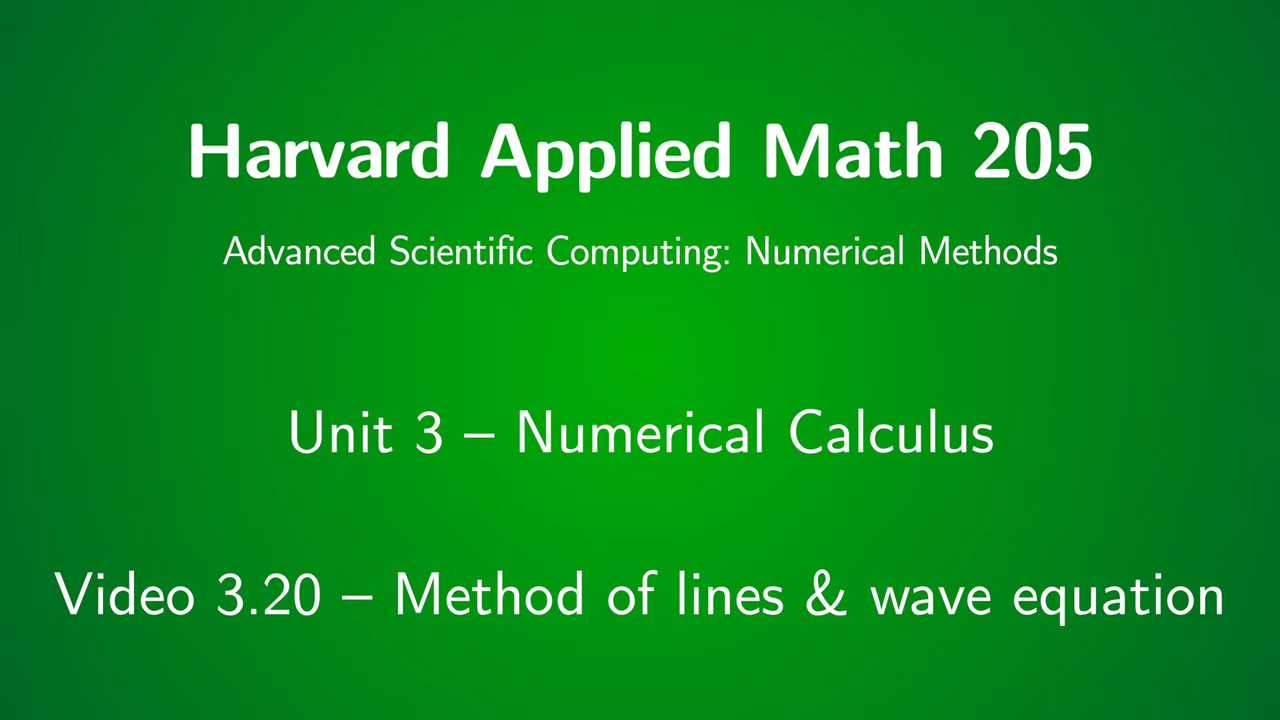 Harvard Applied Math 205
Advanced Scientific Computing: Numerical Methods
Unit 3 – Numerical Calculus
Video 3.20 – Method of lines & wave equation